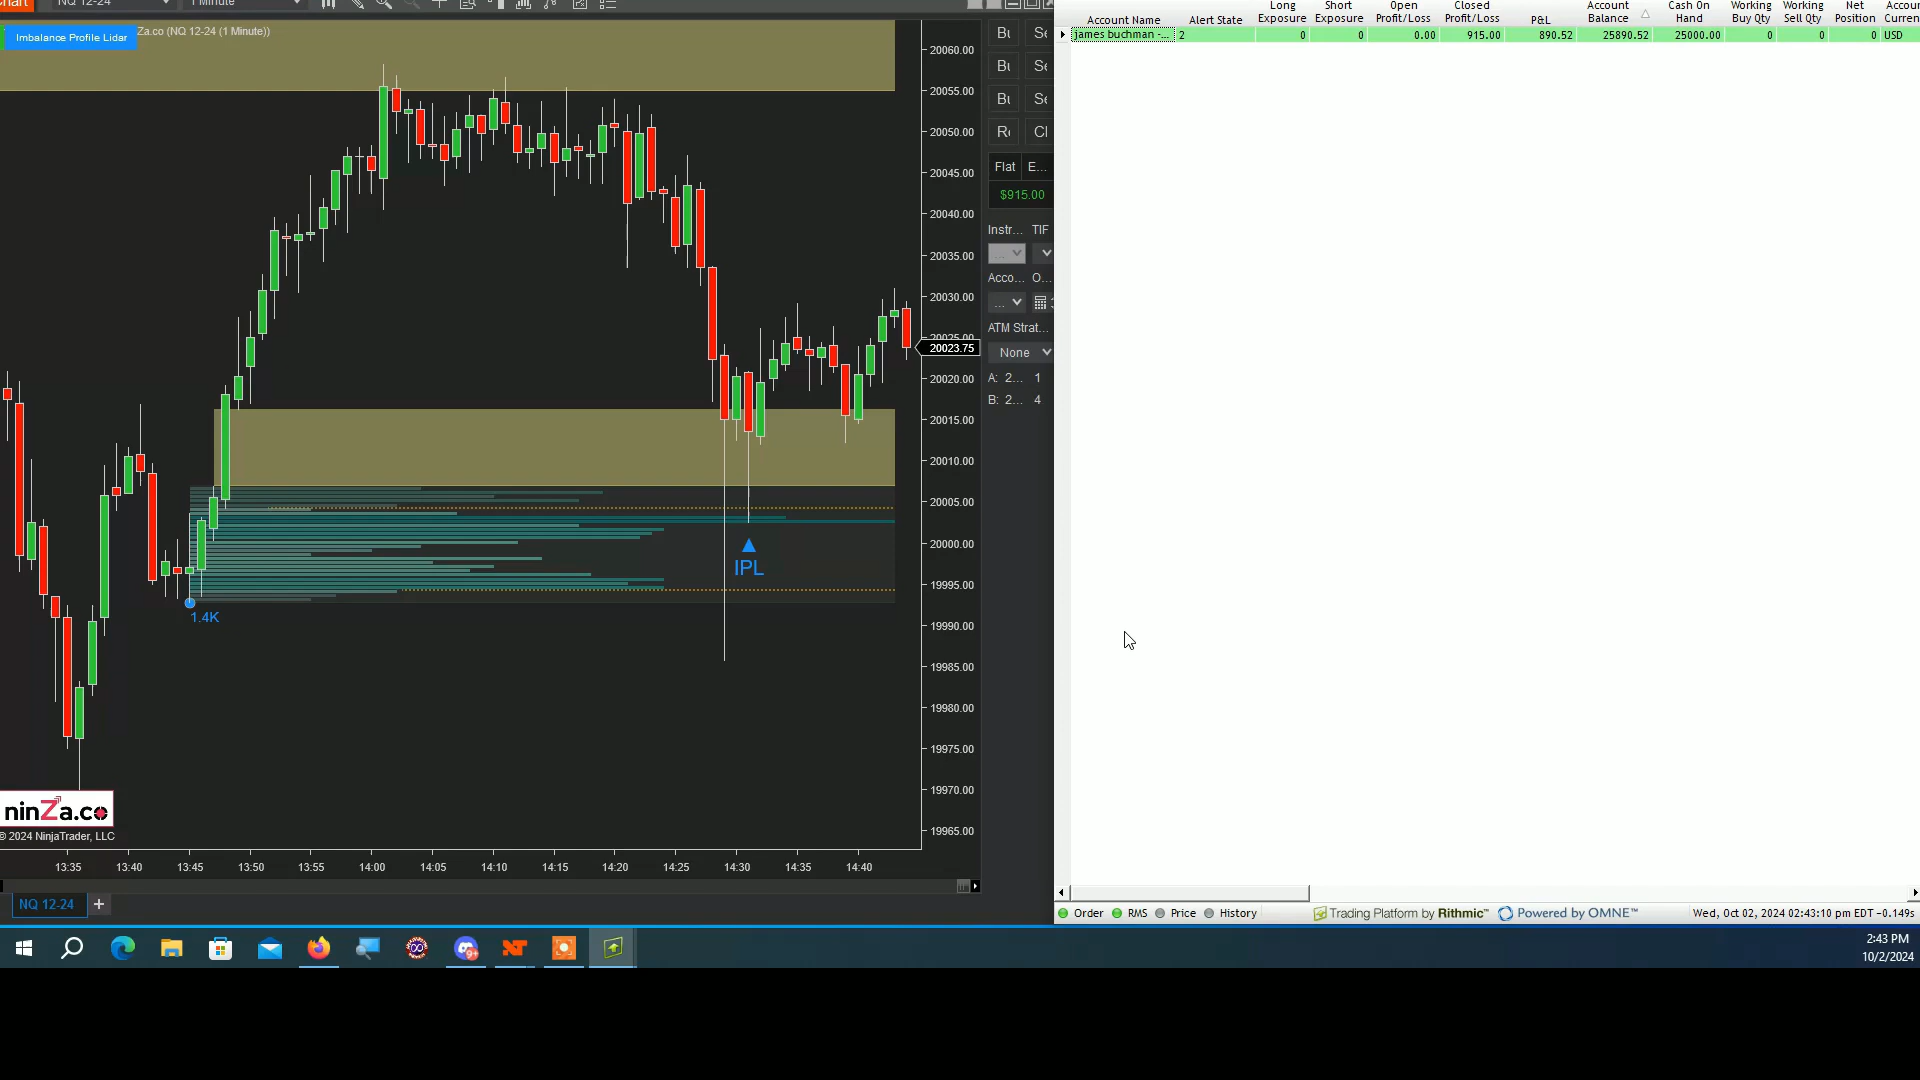 Chart
NQ 12-24
1 Minute
Imbalance Profile Lidar
Za.co (NQ 12-24 (1 Minute))
20060.00
20055.00
20050.00
20045.00
20040.00
20035.00
20030.00
20025.00
20023.75
20020.00
20015.00
20010.00
20005.00
20000.00
19995.00
19990.00
19985.00
19980.00
19975.00
19970.00
19965.00
IPL
1.4K
ninZa.co
© 2024 NinjaTrader, LLC
13:35 13:40 13:45 13:50 13:55 14:00 14:05 14:10 14:15 14:20 14:25 14:30 14:35 14:40
NQ 12-24 +
Flat E...
$915.00
Instr... TIF
...
Acco... O...
...
ATM Strat...
None
A: 2... 1
B: 2... 4
Account Name Alert State Long Exposure Short Exposure Open Profit/Loss Closed Profit/Loss P&L Account Balance Cash On Hand Working Buy Qty Working Sell Qty Net Position
james buchman -... 2 0 0 0.00 915.00 890.52 25890.52 25000.00 0 0 0 USD
Order RMS Price History Trading Platform by Rithmic™ Powered by OMNE™ Wed, Oct 02, 2024 02:43:10 pm EDT -0.149s
9+
2:43 PM
10/2/2024